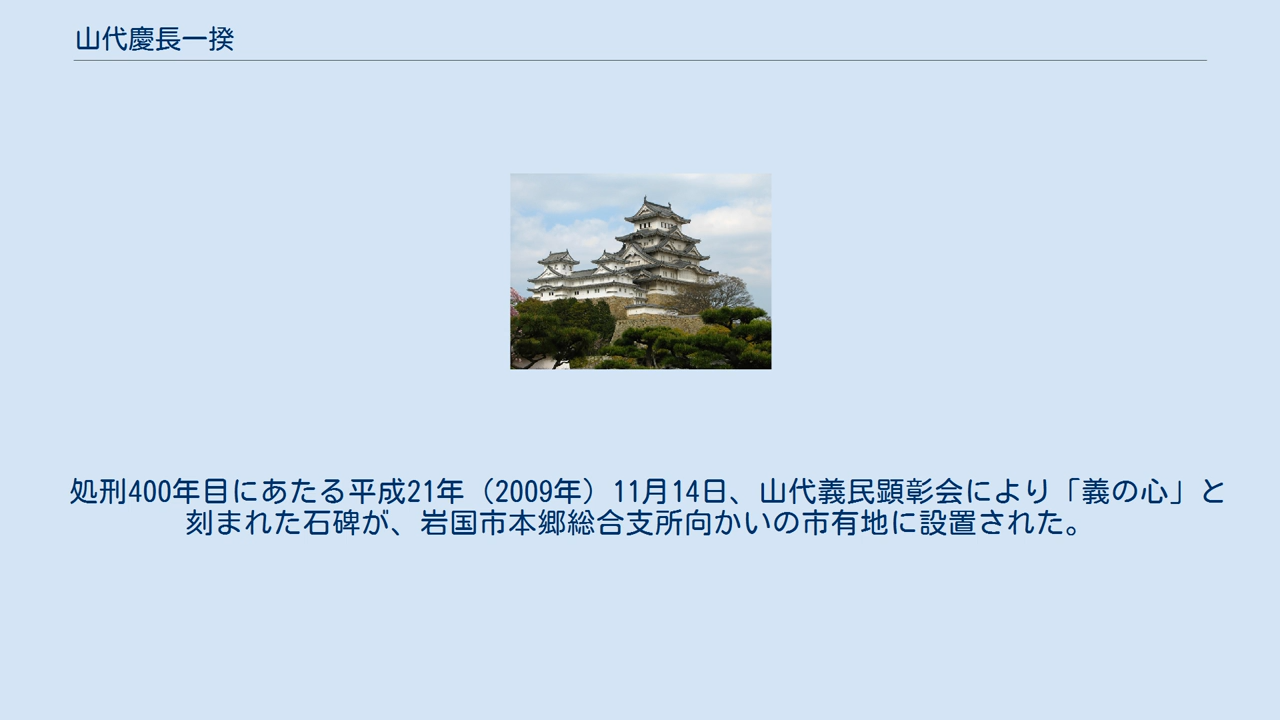 山代慶長一揆
処刑400年目にあたる平成21年（2009年）11月14日、山代義民顕彰会により「義の心」と
刻まれた石碑が、岩国市本郷総合支所向かいの市有地に設置された。